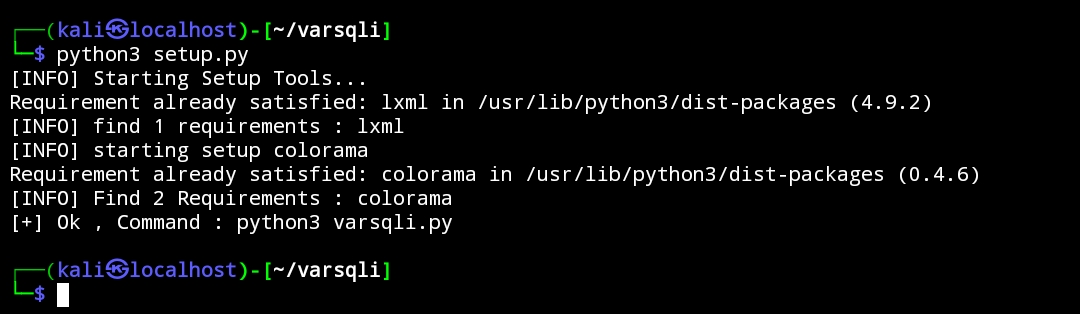 ┌──(kali㉿localhost)-[~/varsqli]
└─$ python3 setup.py
[INFO] Starting Setup Tools...
Requirement already satisfied: lxml in /usr/lib/python3/dist-packages (4.9.2)
[INFO] find 1 requirements : lxml
[INFO] starting setup colorama
Requirement already satisfied: colorama in /usr/lib/python3/dist-packages (0.4.6)
[INFO] Find 2 Requirements : colorama
[+] Ok , Command : python3 varsqli.py
┌──(kali㉿localhost)-[~/varsqli]
└─$